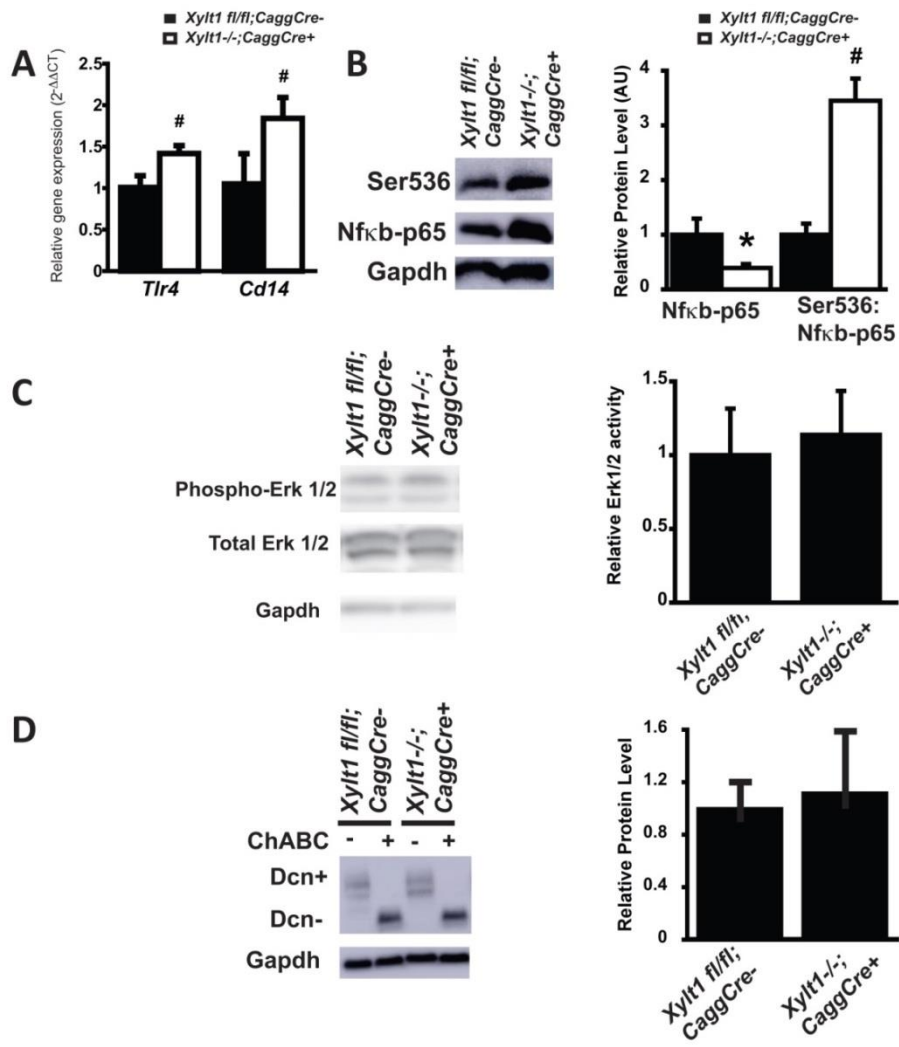 Xylt1 fl/fl;CaggCre-
Xylt1-/-;CaggCre+
A
Relative gene expression (2-ΔΔCT)
2.5
2
1.5
1
0.5
0
#
#
Tlr4
Cd14
B
Xylt1 fl/fl;
CaggCre-
Xylt1-/-;
CaggCre+
Ser536
Nfκb-p65
Gapdh
Xylt1 fl/fl;CaggCre-
Xylt1-/-;CaggCre+
Relative Protein Level (AU)
4
3
2
1
0
*
#
Nfκb-p65
Ser536:
Nfκb-p65
C
Xylt1 fl/fl;
CaggCre-
Xylt1-/-;
CaggCre+
Phospho-Erk 1/2
Total Erk 1/2
Gapdh
Relative Erk1/2 activity
1.5
1
0.5
0
Xylt1 fl/fl,
CaggCre-
Xylt1-/-;
CaggCre+
D
Xylt1 fl/fl;
CaggCre-
Xylt1-/-;
CaggCre+
ChABC
- + - +
Dcn+
Dcn-
Gapdh
Relative Protein Level
1.6
1.2
0.8
0.4
0
Xylt1 fl/fl;
CaggCre-
Xylt1-/-;
CaggCre+